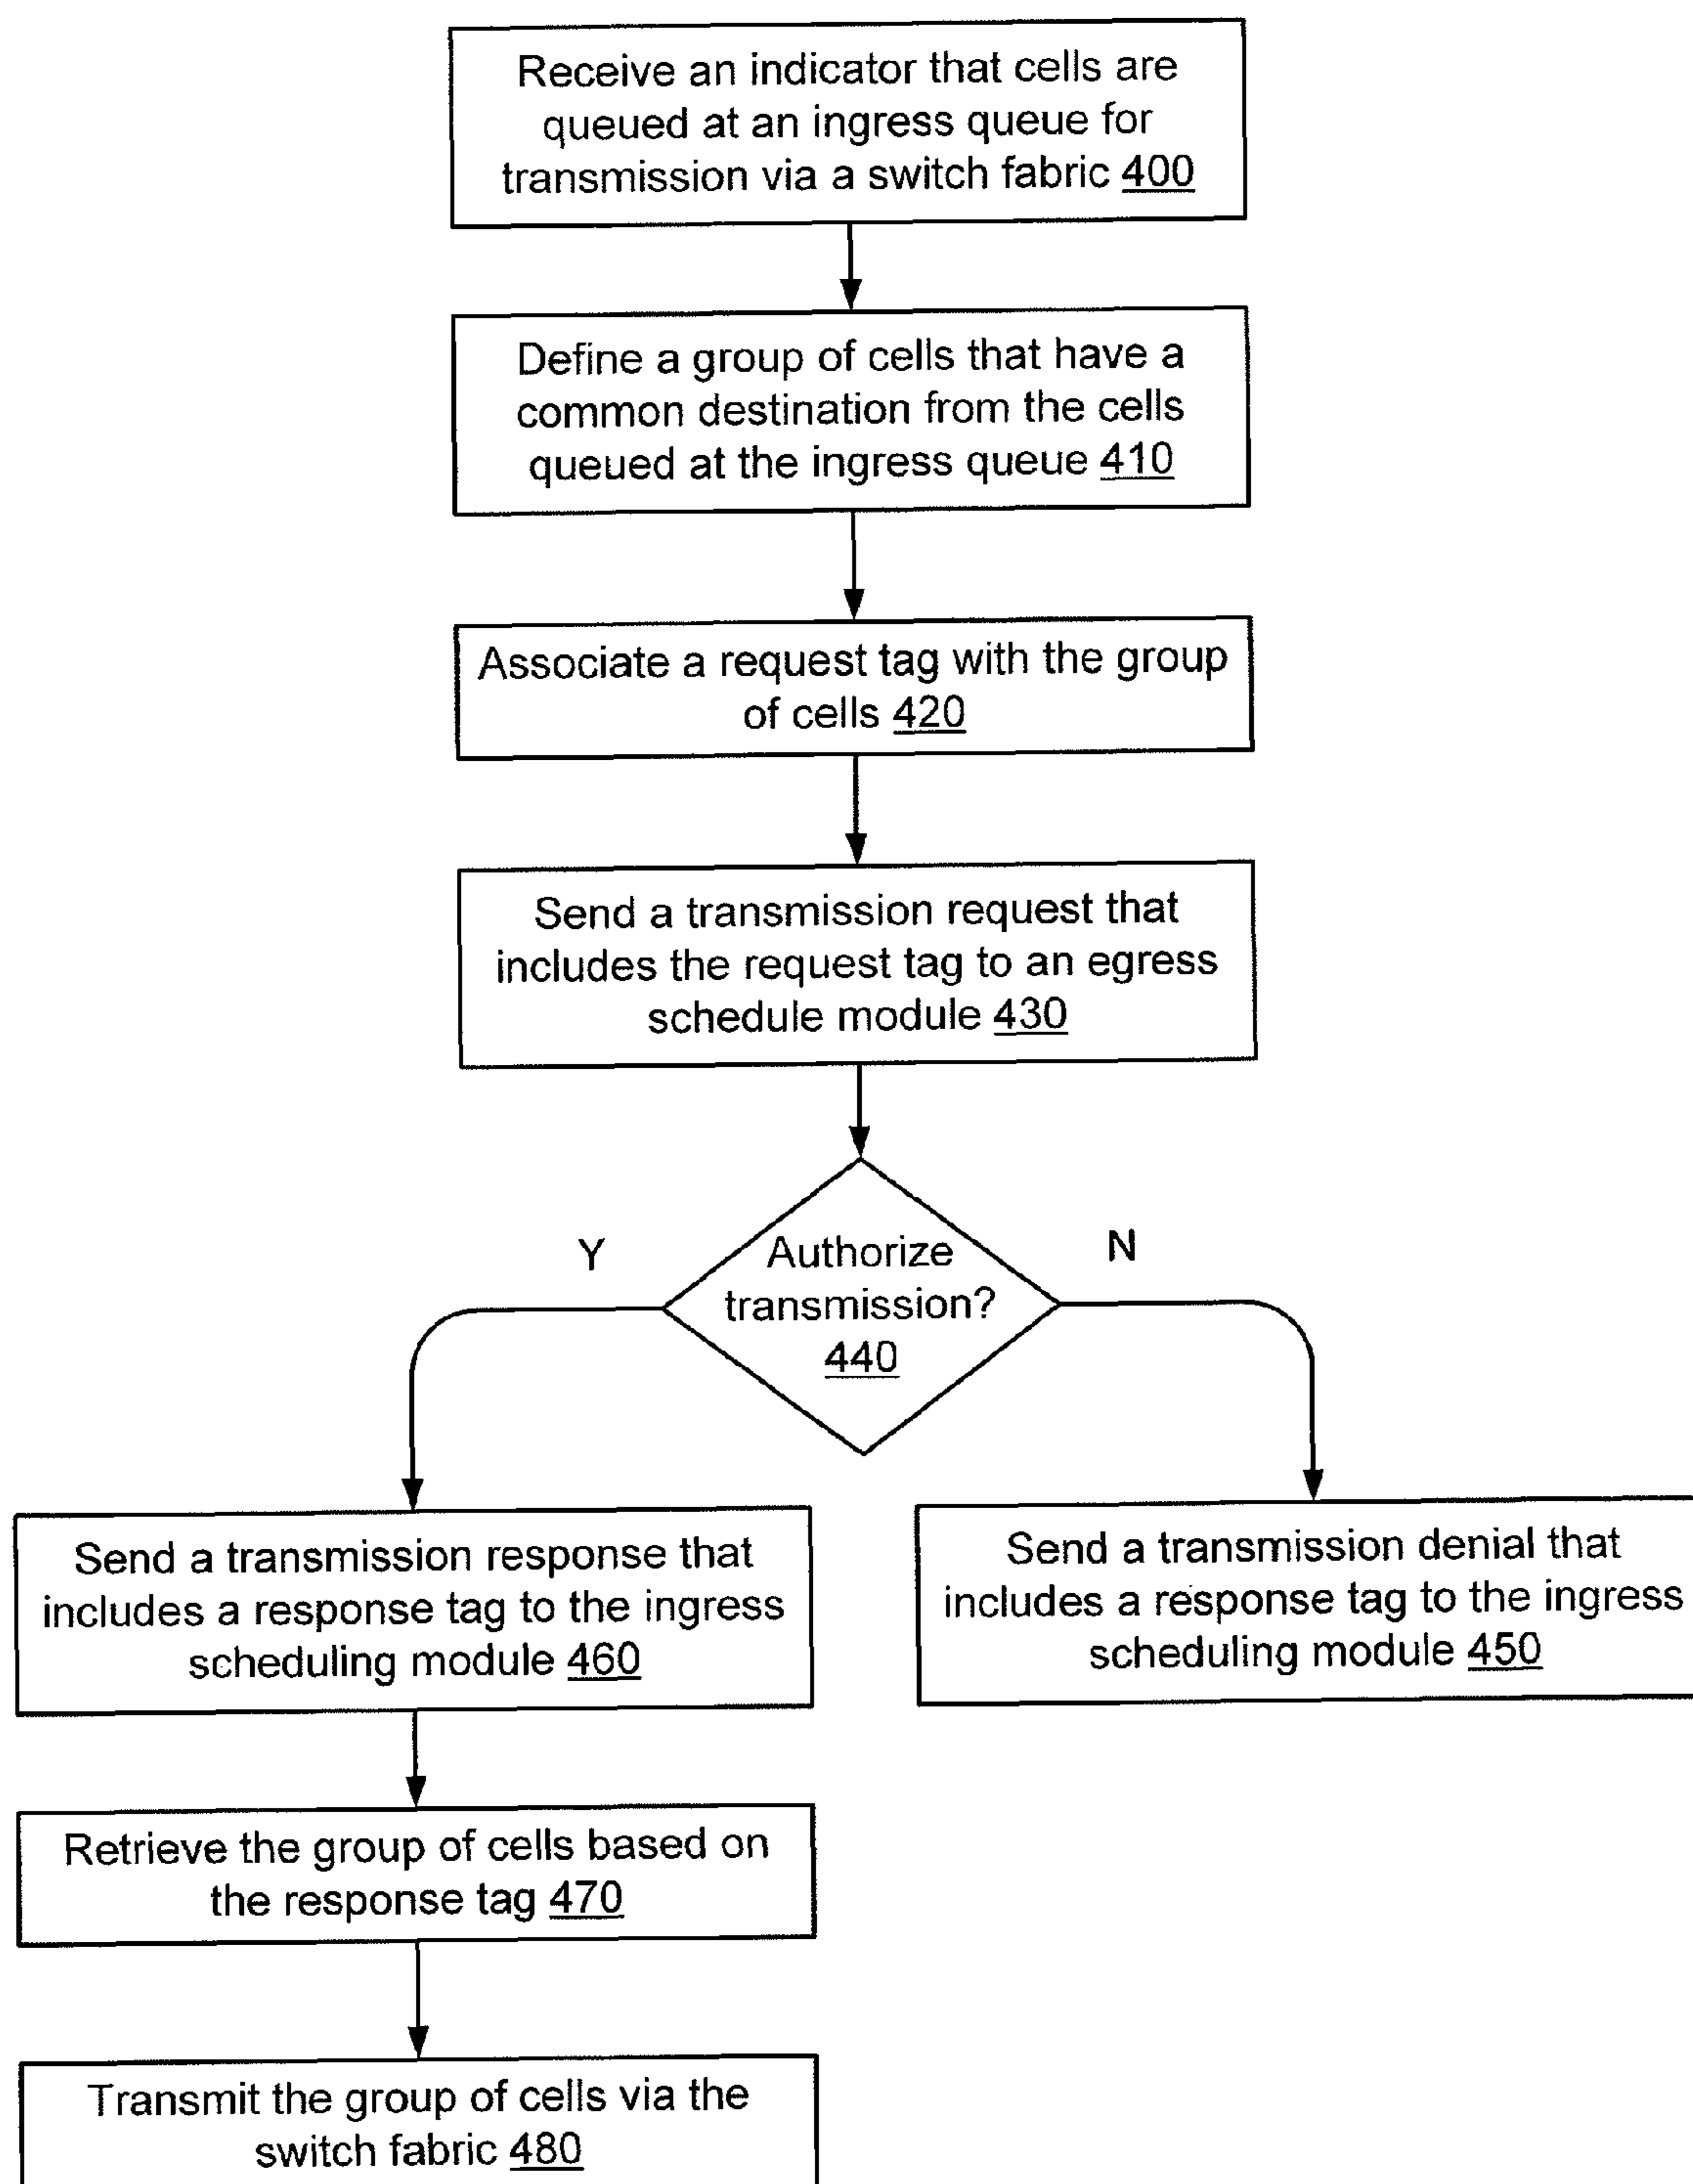 Receive an indicator that cells are
queued at an ingress queue for
transmission via a switch fabric 400
Define a group of cells that have a
common destination from the cells
queued at the ingress queue 410
Associate a request tag with the group
of cells 420
Send a transmission request that
includes the request tag to an egress
schedule module 430
Authorize
transmission?
440
Y
N
Send a transmission response that
includes a response tag to the ingress
scheduling module 460
Send a transmission denial that
includes a response tag to the ingress
scheduling module 450
Retrieve the group of cells based on
the response tag 470
Transmit the group of cells via the
switch fabric 480